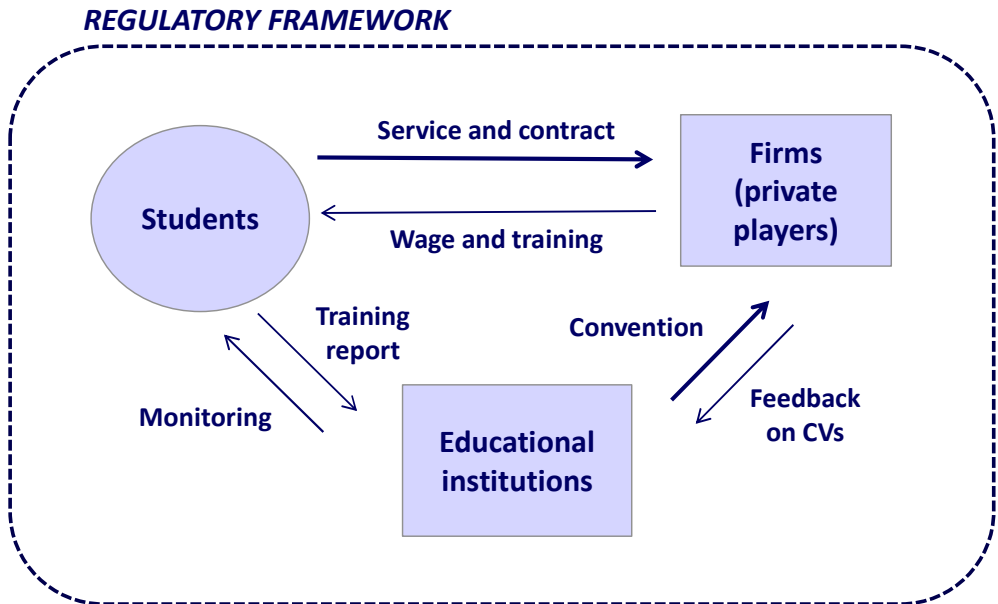 REGULATORY FRAMEWORK
Service and contract
Firms
(private
players)
Students
Wage and training
Training
report
Convention
Monitoring
Feedback
on CVs
Educational
institutions